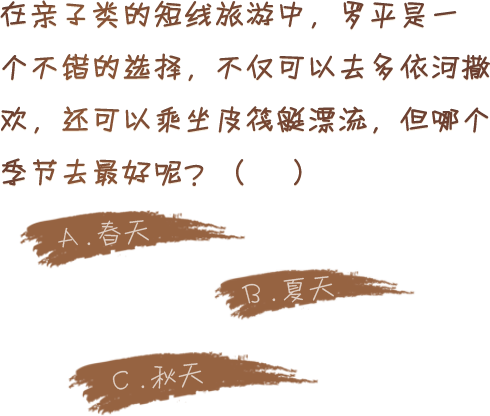 在亲子类的短线旅游中，罗平是一
个不错的选择，不仅可以去多依河撒
欢，还可以乘坐皮筏艇漂流，但哪个
季节去最好呢？（　　）
A.春天
B.夏天
C.秋天